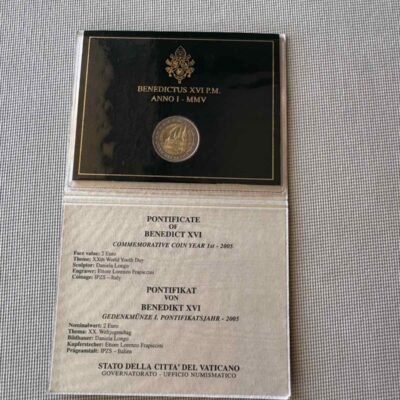 BENEDICTUS XVI P.M.
ANNO I - MMV
PONTIFICATE
OF
BENEDICT XVI
COMMEMORATIVE COIN YEAR 1st - 2005
Face value: 2 Euro
Theme: XXth World Youth Day
Sculptor: Daniela Longo
Engraver: Ettore Lorenzo Frapiccini
Coinage: IPZS – Italy
PONTIFIKAT
VON
BENEDIKT XVI
GEDENKMÜNZE I. PONTIFIKATSJAHR - 2005
Nominalwert: 2 Euro
Thema: XX. Weltjugendtag
Bildhauer: Daniela Longo
Kupferstecher: Ettore Lorenzo Frapiccini
Prägeanstalt: IPZS – Italien
STATO DELLA CITTA' DEL VATICANO
GOVERNATORATO - UFFICIO NUMISMATICO